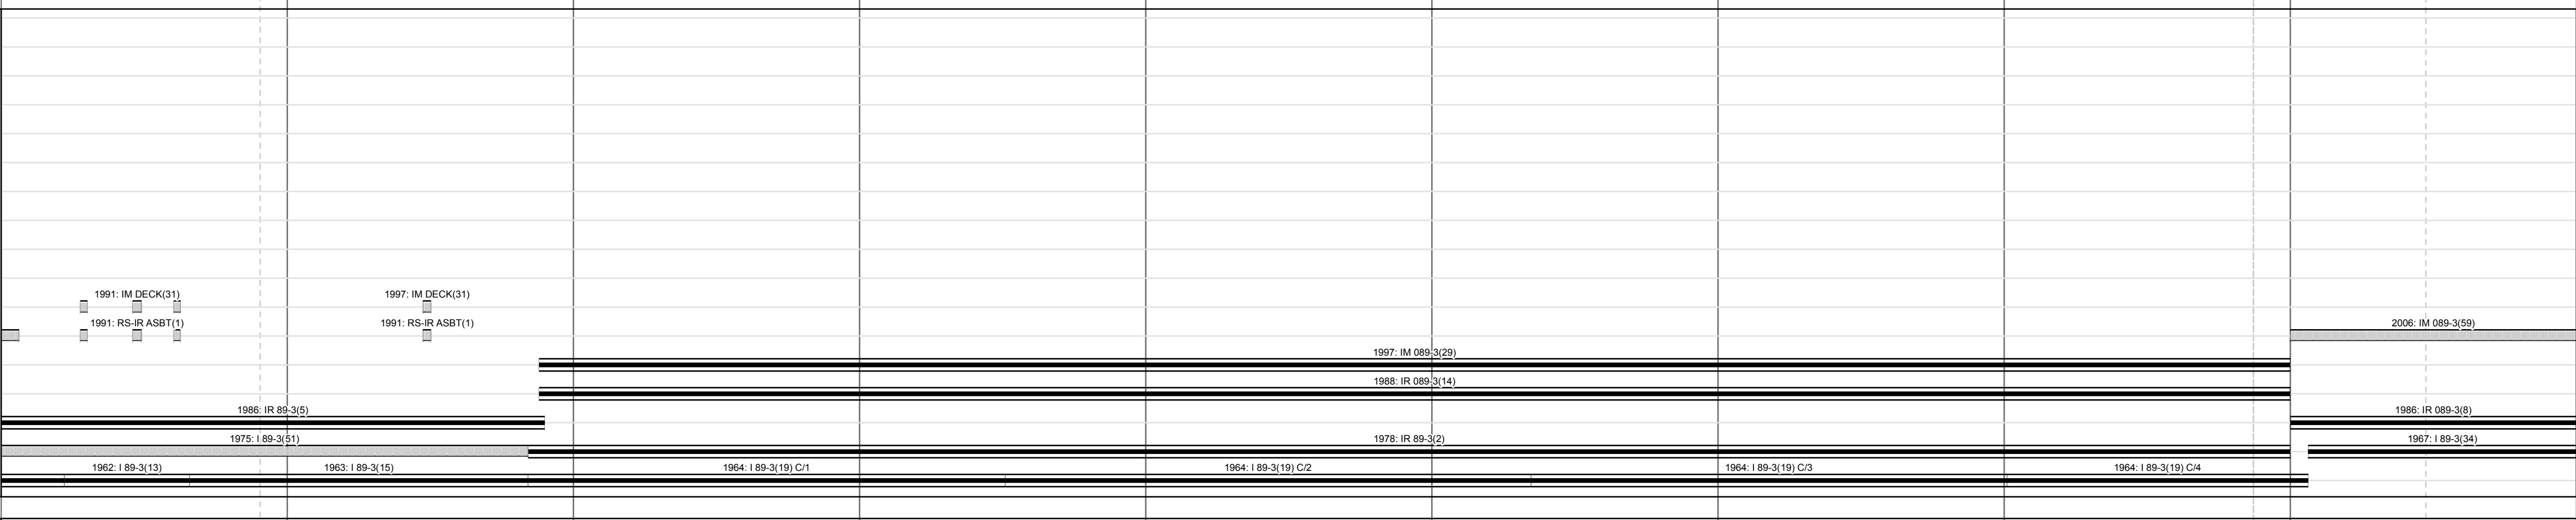 1991: IM DECK(31) 1997: IM DECK(31)
1991: RS-IR ASBT(1) 1991: RS-IR ASBT(1) 2006: IM 089-3(59)
1997: IM 089-3(29)
1988: IR 089-3(14)
1986: IR 89-3(5) 1986: IR 089-3(8)
1975: I 89-3(51) 1978: IR 89-3(2) 1967: I 89-3(34)
1962: I 89-3(13) 1963: I 89-3(15) 1964: I 89-3(19) C/1 1964: I 89-3(19) C/2 1964: I 89-3(19) C/3 1964: I 89-3(19) C/4